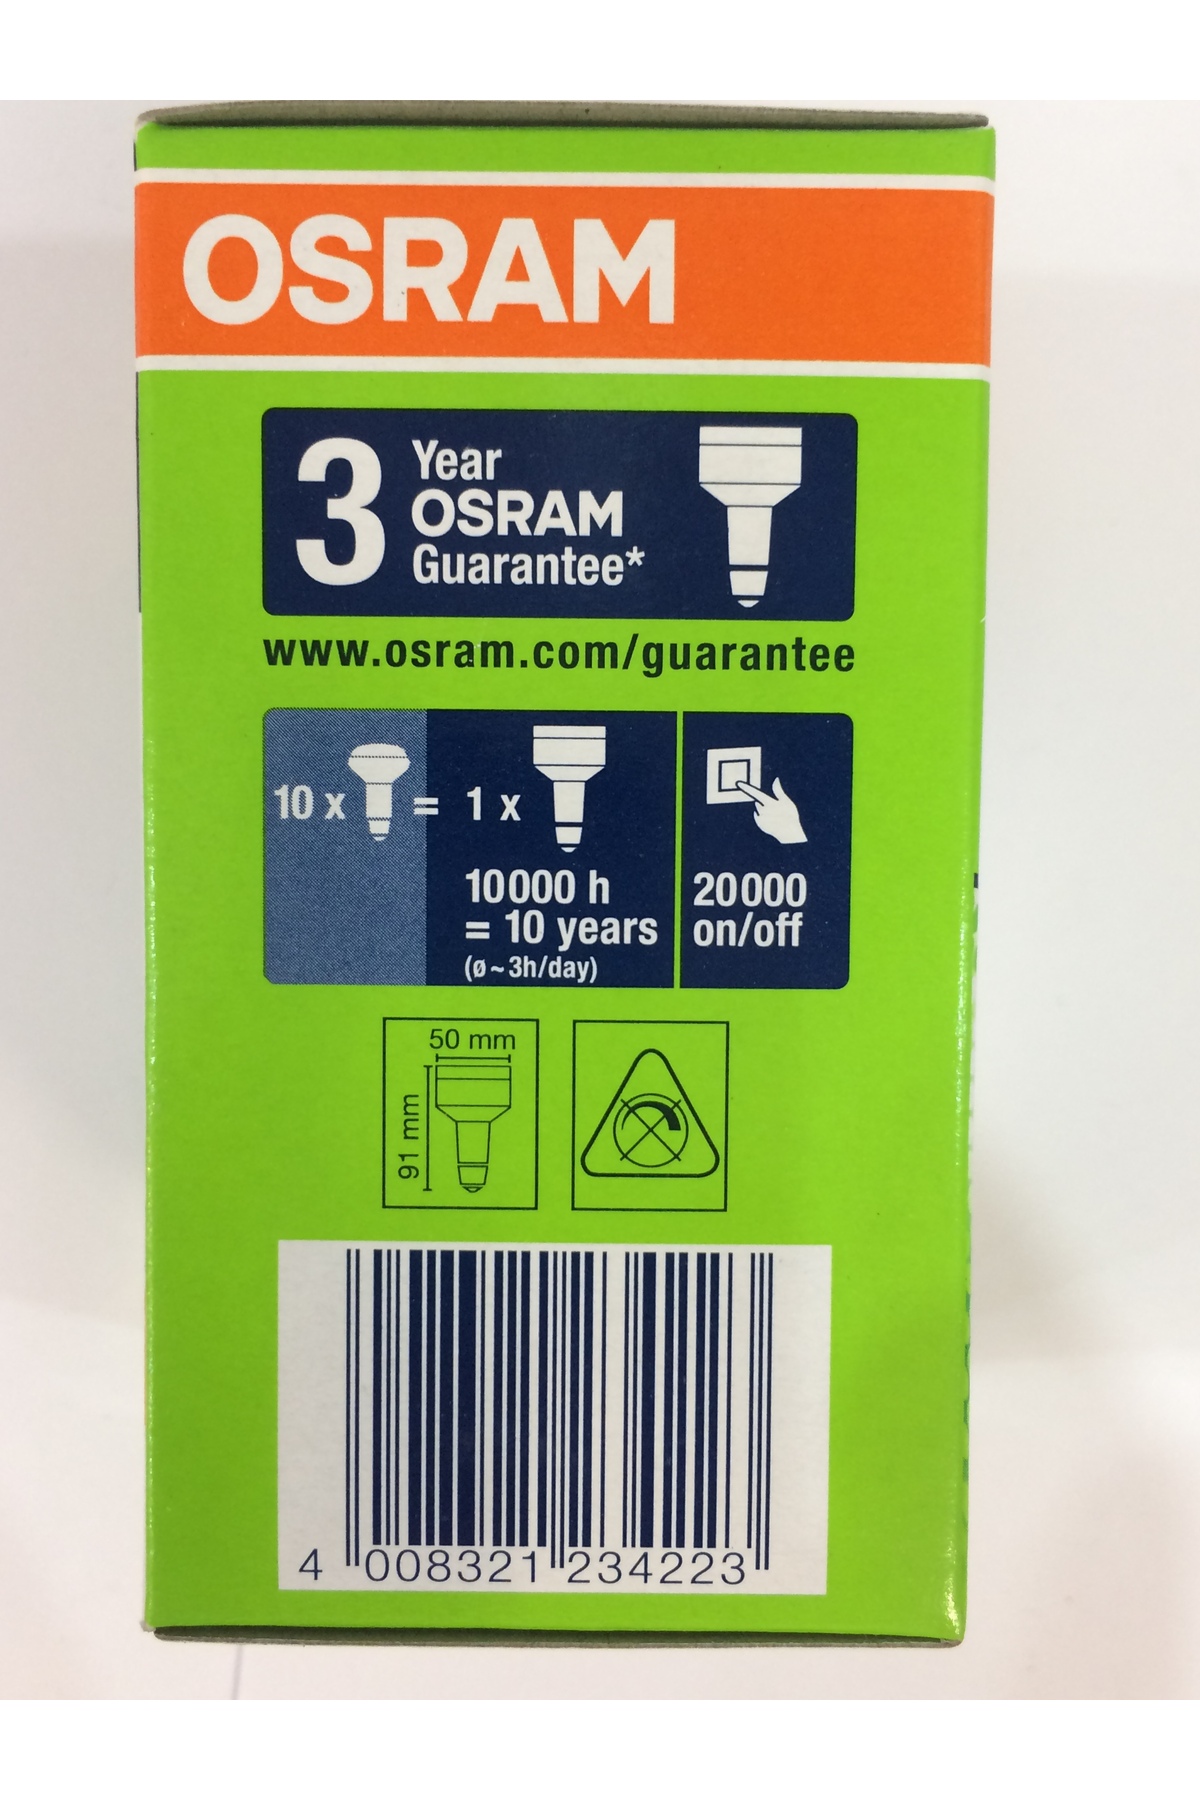 OSRAM
3 Year
OSRAM
Guarantee*
www.osram.com/guarantee
10 x = 1 x
10000 h
= 10 years
(ø ~ 3h/day)
20000
on/off
50 mm
91 mm
4 008321 234223